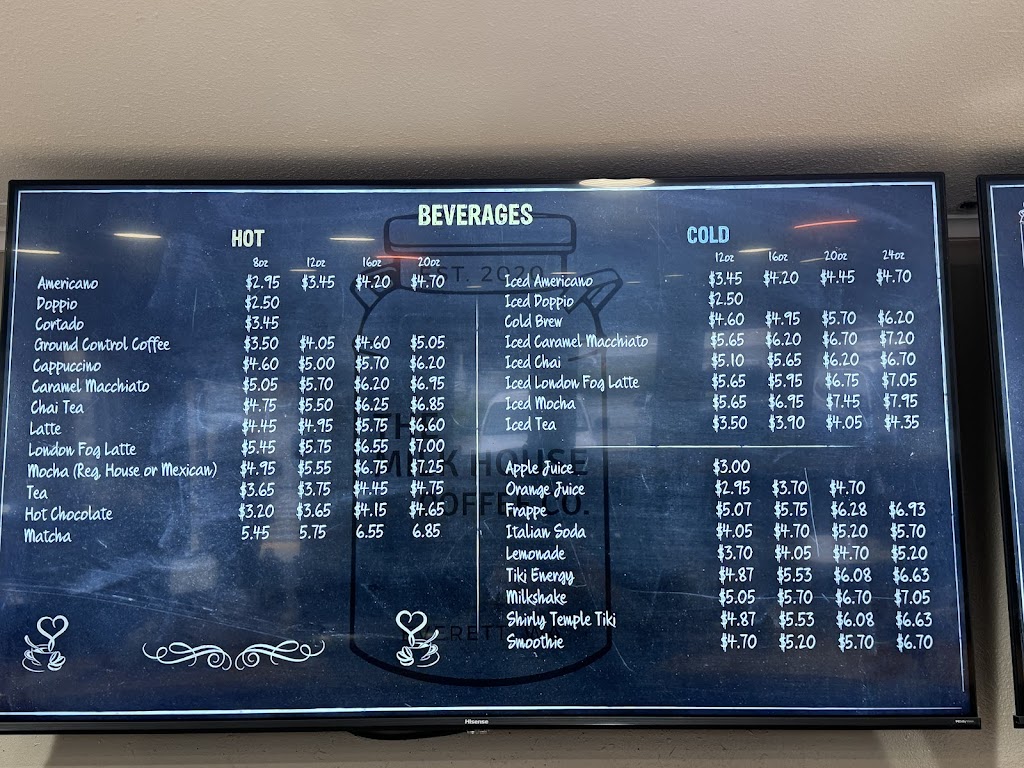 BEVERAGES
HOT
8oz 12oz 16oz 20oz
Americano $2.95 $3.45 $4.20 $4.70
Doppio $2.50
Cortado $3.45
Ground Control Coffee $3.50 $4.05 $4.60 $5.05
Cappuccino $4.60 $5.00 $5.70 $6.20
Caramel Macchiato $5.05 $5.70 $6.20 $6.95
Chai Tea $4.75 $5.50 $6.25 $6.85
Latte $4.45 $4.95 $5.75 $6.60
London Fog Latte $5.45 $5.75 $6.55 $7.00
Mocha (Reg, House or Mexican) $4.95 $5.55 $6.75 $7.25
Tea $3.65 $3.75 $4.45 $4.75
Hot Chocolate $3.20 $3.65 $4.15 $4.65
Matcha 5.45 5.75 6.55 6.85
COLD
12oz 16oz 20oz 24oz
Iced Americano $3.45 $4.20 $4.45 $4.70
Iced Doppio $2.50
Cold Brew $4.60 $4.95 $5.70 $6.20
Iced Caramel Macchiato $5.65 $6.20 $6.70 $7.20
Iced Chai $5.10 $5.65 $6.20 $6.70
Iced London Fog Latte $5.65 $5.95 $6.75 $7.05
Iced Mocha $5.65 $6.95 $7.45 $7.95
Iced Tea $3.50 $3.90 $4.05 $4.35
Apple Juice $3.00
Orange Juice $2.95 $3.70 $4.70
Frappe $5.07 $5.75 $6.28 $6.93
Italian Soda $4.05 $4.70 $5.20 $5.70
Lemonade $3.70 $4.05 $4.70 $5.20
Tiki Energy $4.87 $5.53 $6.08 $6.63
Milkshake $5.05 $5.70 $6.70 $7.05
Shirly Temple Tiki $4.87 $5.53 $6.08 $6.63
Smoothie $4.70 $5.20 $5.70 $6.70
EST. 2020
HOUSE
CO.
Hisense